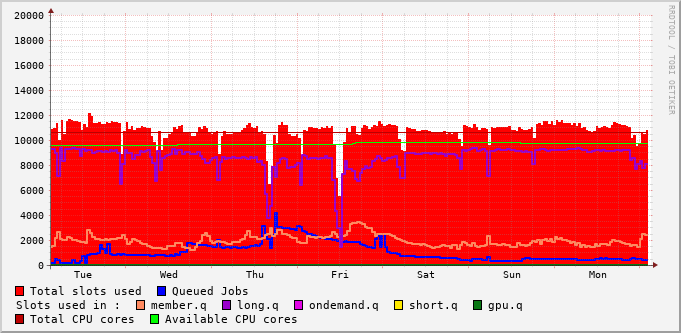 RRDTOOL / TOBI OETIKER
20000
18000
16000
14000
12000
10000
8000
6000
4000
2000
0
Tue Wed Thu Fri Sat Sun Mon
Total slots used Queued Jobs
Slots used in : member.q long.q ondemand.q short.q gpu.q
Total CPU cores Available CPU cores